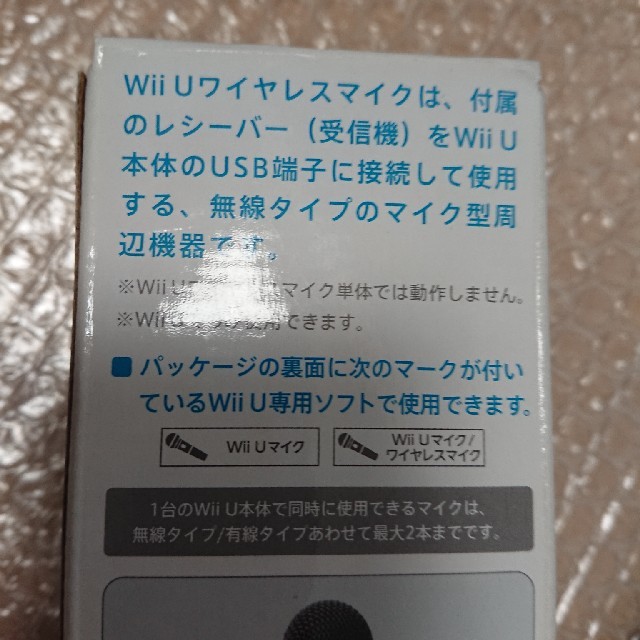 Wii Uワイヤレスマイクは、付属
のレシーバー（受信機）をWii U
本体のUSB端子に接続して使用
する、無線タイプのマイク型周
辺機器です。
※Wii U マイク単体では動作しません。
※Wii U 使用できます。
■ パッケージの裏面に次のマークが付い
ているWii U専用ソフトで使用できます。
Wii Uマイク
Wii Uマイク/
ワイヤレスマイク
1台のWii U本体で同時に使用できるマイクは、
無線タイプ/有線タイプあわせて最大2本までです。